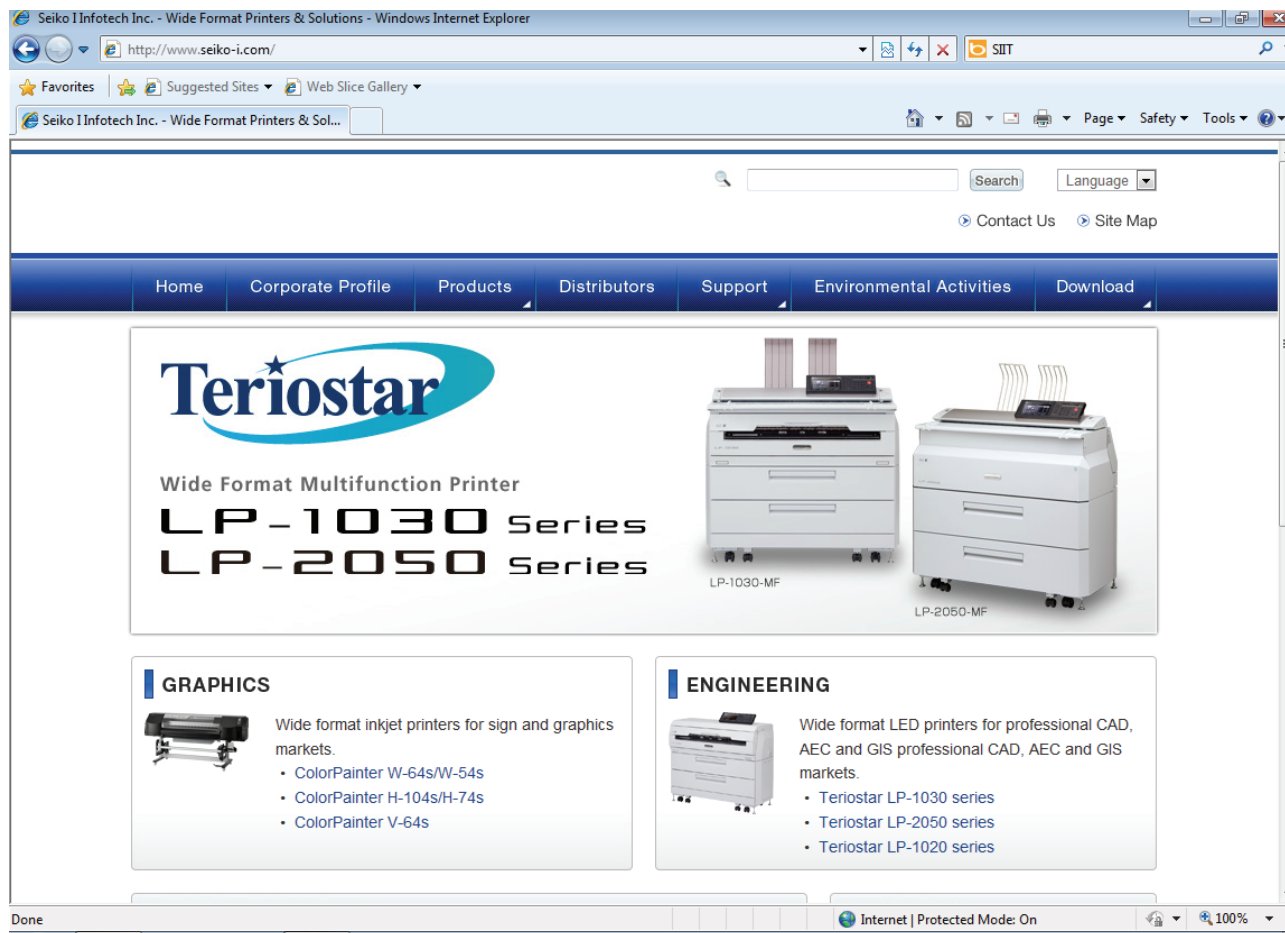 Seiko I Infotech Inc. - Wide Format Printers & Solutions - Windows Internet Explorer
http://www.seiko-i.com/
SIIT
Favorites
Suggested Sites
Web Slice Gallery
Seiko I Infotech Inc. - Wide Format Printers & Sol...
Page
Safety
Tools
Search
Language
Contact Us
Site Map
Home
Corporate Profile
Products
Distributors
Support
Environmental Activities
Download
Teriostar
Wide Format Multifunction Printer
LP-1030 Series
LP-2050 Series
LP-1030-MF
LP-2050-MF
GRAPHICS
Wide format inkjet printers for sign and graphics
markets.
• ColorPainter W-64s/W-54s
• ColorPainter H-104s/H-74s
• ColorPainter V-64s
ENGINEERING
Wide format LED printers for professional CAD,
AEC and GIS professional CAD, AEC and GIS
markets.
• Teriostar LP-1030 series
• Teriostar LP-2050 series
• Teriostar LP-1020 series
Done
Internet | Protected Mode: On
100%